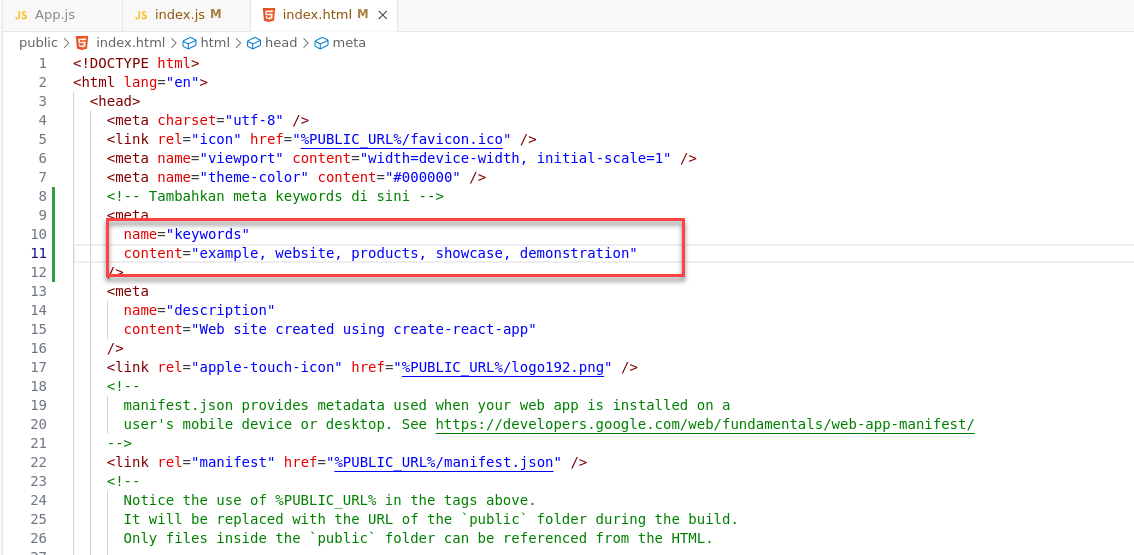 JS App.js JS index.js M index.html M ×
public > index.html > html > head > meta
1 <!DOCTYPE html>
2 <html lang="en">
3 <head>
4 <meta charset="utf-8" />
5 <link rel="icon" href="%PUBLIC_URL%/favicon.ico" />
6 <meta name="viewport" content="width=device-width, initial-scale=1" />
7 <meta name="theme-color" content="#000000" />
8 <!-- Tambahkan meta keywords di sini -->
9 <meta
10 name="keywords"
11 content="example, website, products, showcase, demonstration"
12 />
13 <meta
14 name="description"
15 content="Web site created using create-react-app"
16 />
17 <link rel="apple-touch-icon" href="%PUBLIC_URL%/logo192.png" />
18 <!--
19 manifest.json provides metadata used when your web app is installed on a
20 user's mobile device or desktop. See https://developers.google.com/web/fundamentals/web-app-manifest/
21 -->
22 <link rel="manifest" href="%PUBLIC_URL%/manifest.json" />
23 <!--
24 Notice the use of %PUBLIC_URL% in the tags above.
25 It will be replaced with the URL of the `public` folder during the build.
26 Only files inside the `public` folder can be referenced from the HTML.
27